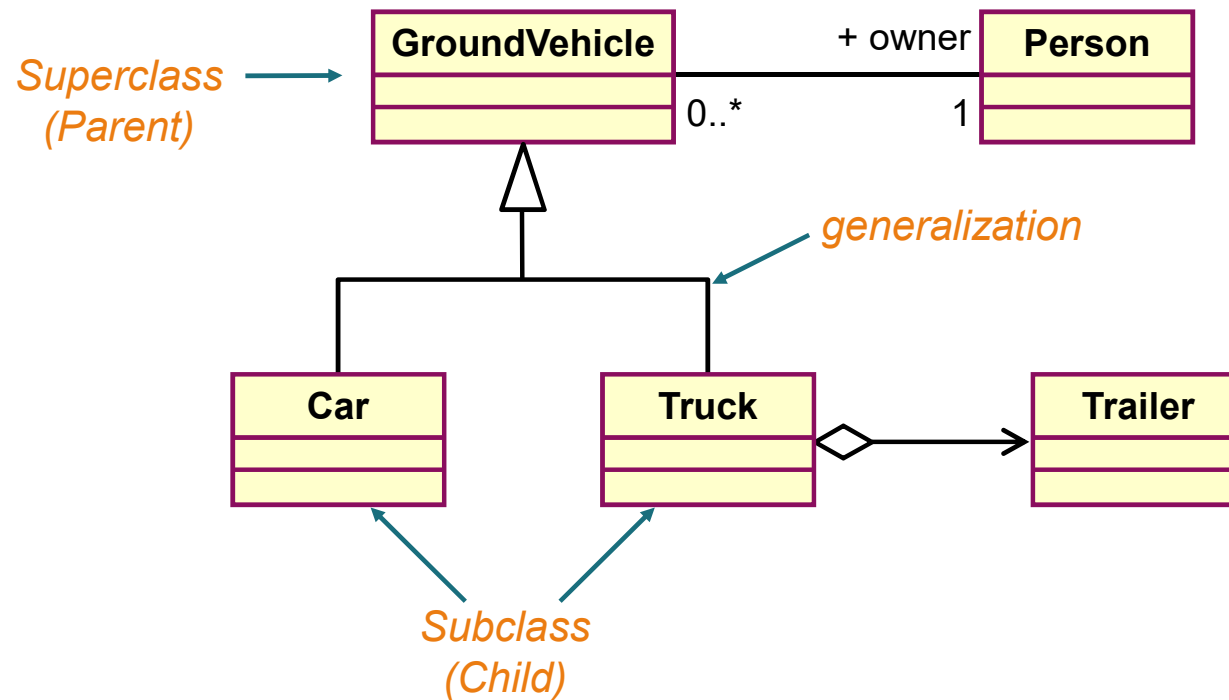 GroundVehicle
+ owner
Person
Superclass
(Parent)
0..*
1
generalization
Car
Truck
Trailer
Subclass
(Child)